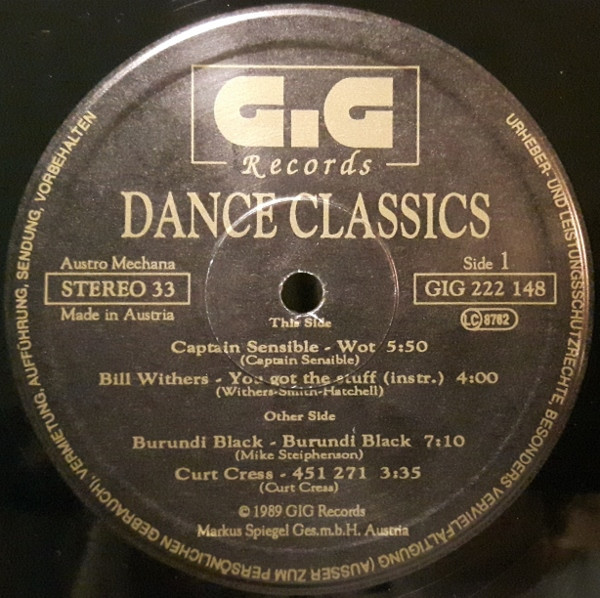 GiG
Records
DANCE CLASSICS
Austro Mechana
STEREO 33
Made in Austria
Side 1
GIG 222 148
LC 8762
This Side
Captain Sensible - Wot 5:50
(Captain Sensible)
Bill Withers - You got the stuff (instr.) 4:00
(Withers-Smith-Hatchell)
Other Side
Burundi Black - Burundi Black 7:10
(Mike Steiphenson)
Curt Cress - 451 271 3:35
(Curt Cress)
© 1989 GIG Records
Markus Spiegel Ges.m.b.H. Austria
URHEBER- UND LEISTUNGSSCHUTZRECHTE, BESONDERS VERVIELFÄLTIGUNG (AUSSER ZUM PERSÖNLICHEN GEBRAUCH), VERMIETUNG, AUFFÜHRUNG, SENDUNG, VORBEHALTEN